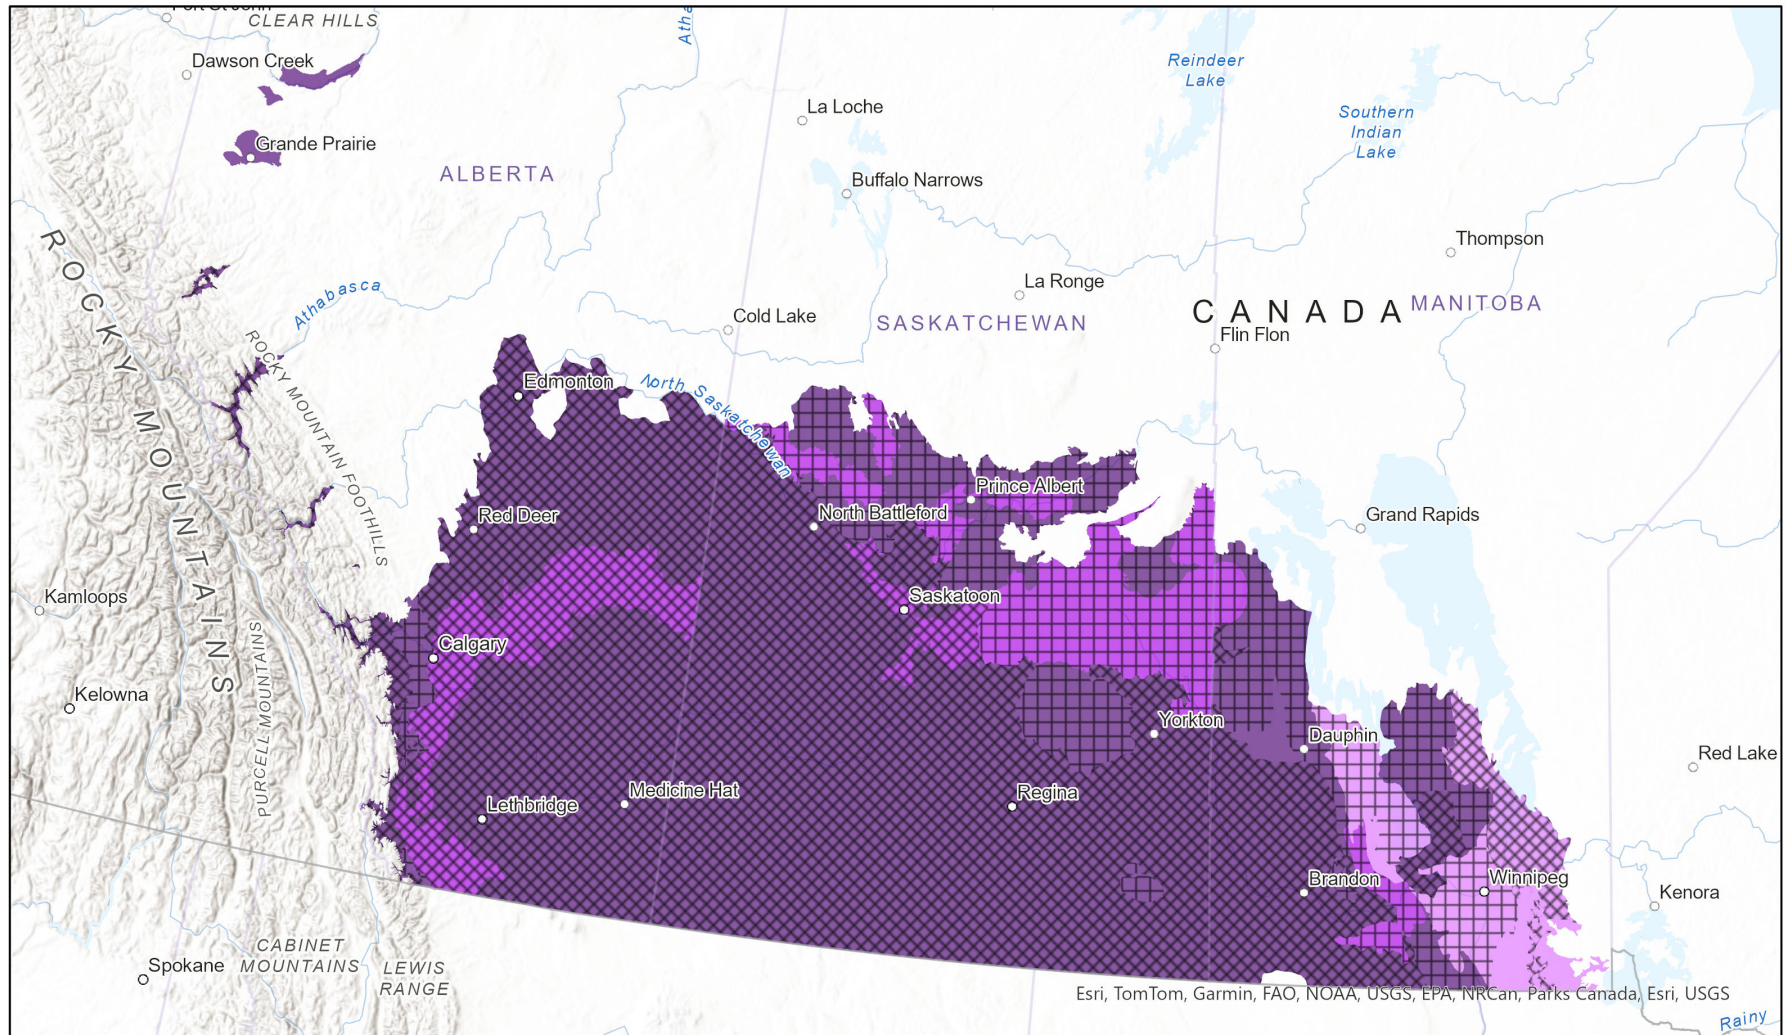 Fort St John
CLEAR HILLS
Atha
Dawson Creek
Reindeer
Lake
La Loche
Southern
Indian
Lake
Grande Prairie
ALBERTA
Buffalo Narrows
Thompson
ROCKY MOUNTAINS
Athabasca
La Ronge
CANADA
MANITOBA
Cold Lake
SASKATCHEWAN
Flin Flon
ROCKY MOUNTAIN FOOTHILLS
Edmonton
North Saskatchewan
Prince Albert
Red Deer
North Battleford
Grand Rapids
Kamloops
Saskatoon
Calgary
PURCELL MOUNTAINS
Kelowna
Yorkton
Dauphin
Red Lake
Lethbridge
Medicine Hat
Regina
Brandon
Winnipeg
Kenora
Spokane
CABINET
MOUNTAINS
LEWIS
RANGE
Esri, TomTom, Garmin, FAO, NOAA, USGS, EPA, NRCan, Parks Canada, Esri, USGS
Rainy